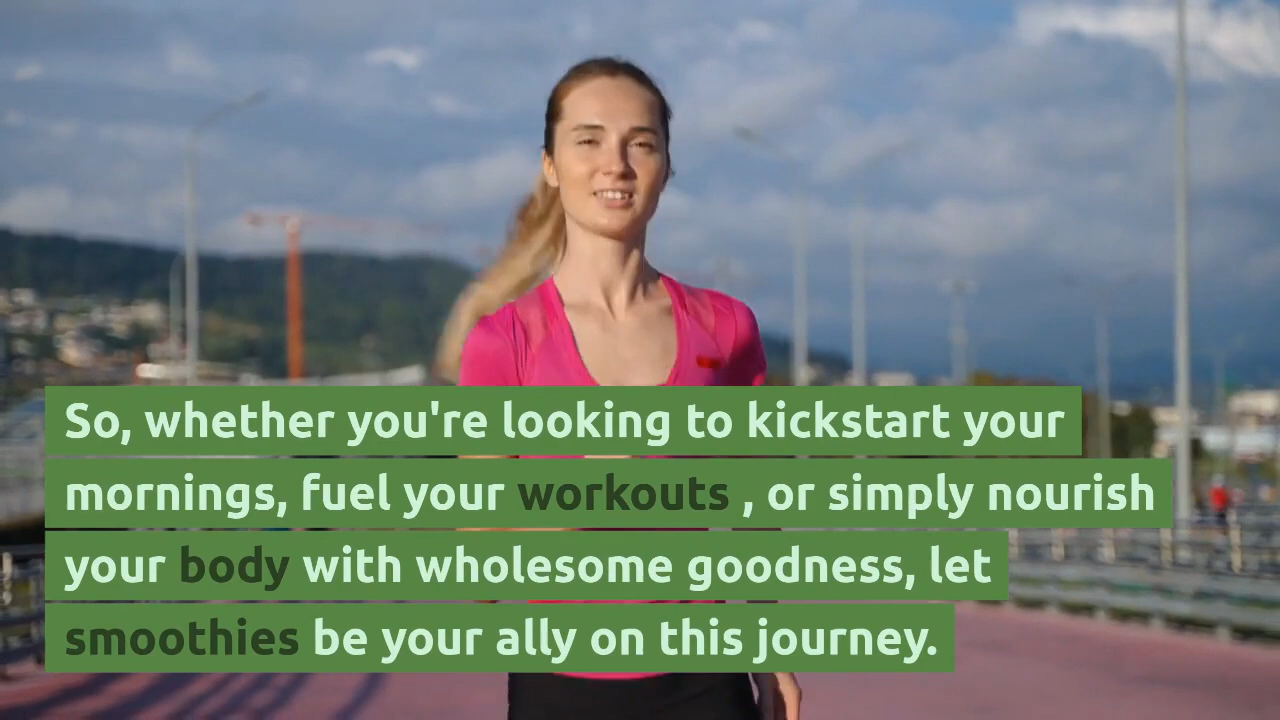 So, whether you're looking to kickstart your
mornings, fuel your workouts , or simply nourish
your body with wholesome goodness, let
smoothies be your ally on this journey.